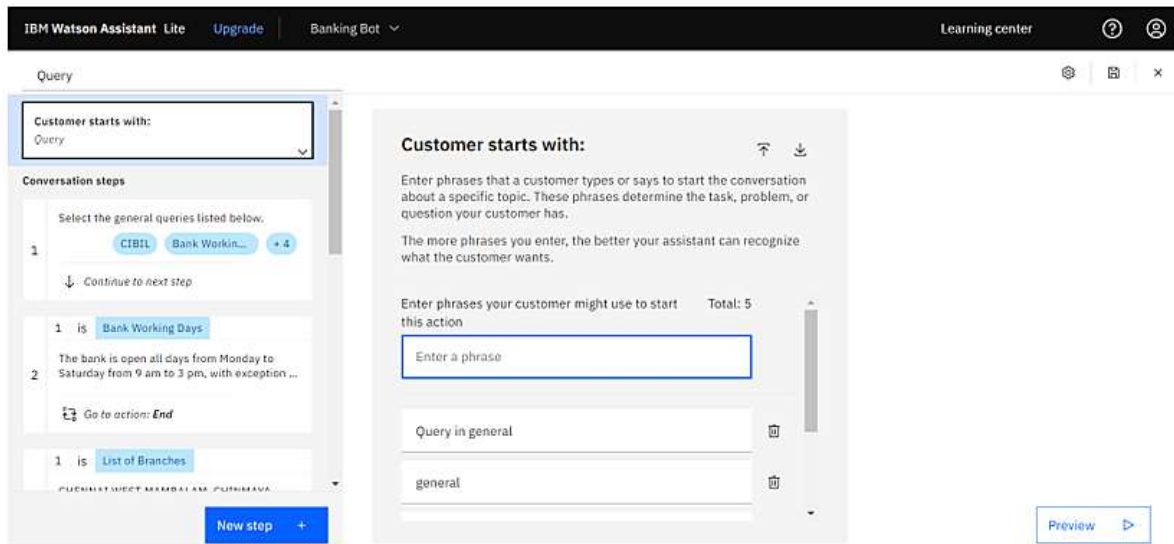 IBM Watson Assistant Lite Upgrade Banking Bot Learning center
Query
Customer starts with:
Query
Conversation steps
1
Select the general queries listed below.
CIBIL Bank Workin... + 4
Continue to next step
2
1 is Bank Working Days
The bank is open all days from Monday to
Saturday from 9 am to 3 pm, with exception ...
Go to action: End
1 is List of Branches
CHENNAI WEST MAMBALAM, CHINMAYA
New step +
Customer starts with:
Enter phrases that a customer types or says to start the conversation
about a specific topic. These phrases determine the task, problem, or
question your customer has.
The more phrases you enter, the better your assistant can recognize
what the customer wants.
Enter phrases your customer might use to start Total: 5
this action
Enter a phrase
Query in general
general
Preview